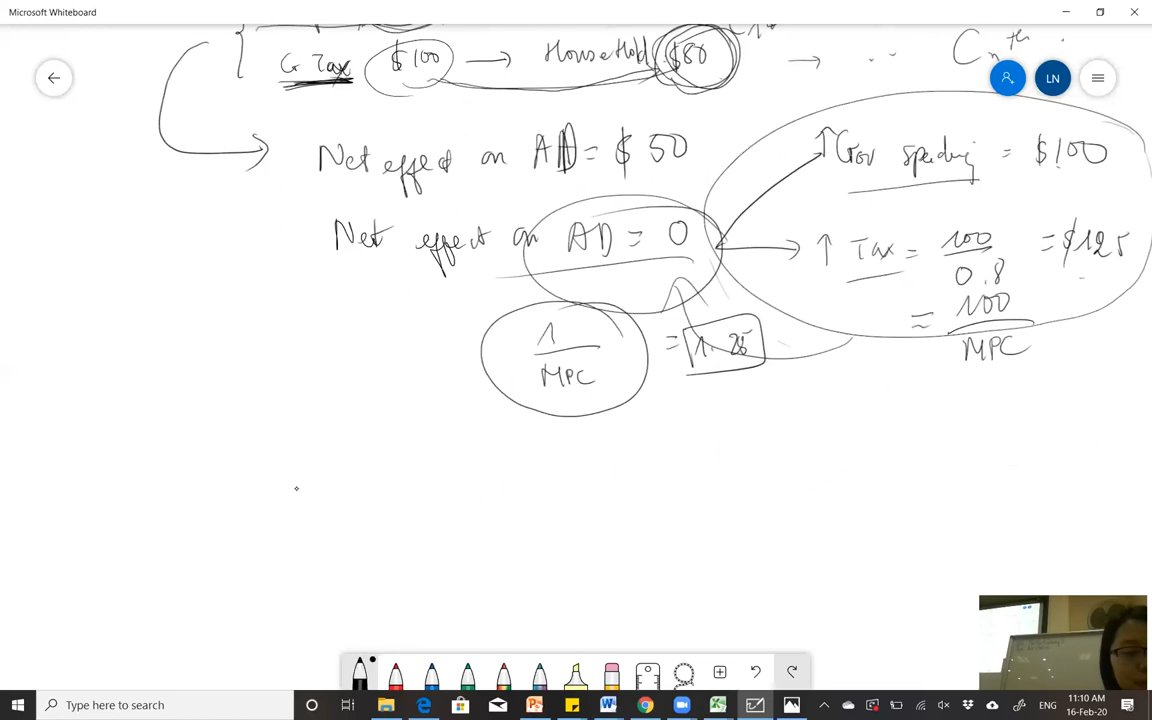 Microsoft Whiteboard
G Tax $100 → Household $80 → .. C nth
LN
Net effect on AD = $ 50
↑ Gov spending = $100
Net effect on AD = 0
↑ Tax = 100/0.8 = $125
= 100/MPC
1/MPC = 1.25
Type here to search
ENG
11:10 AM
16-Feb-20